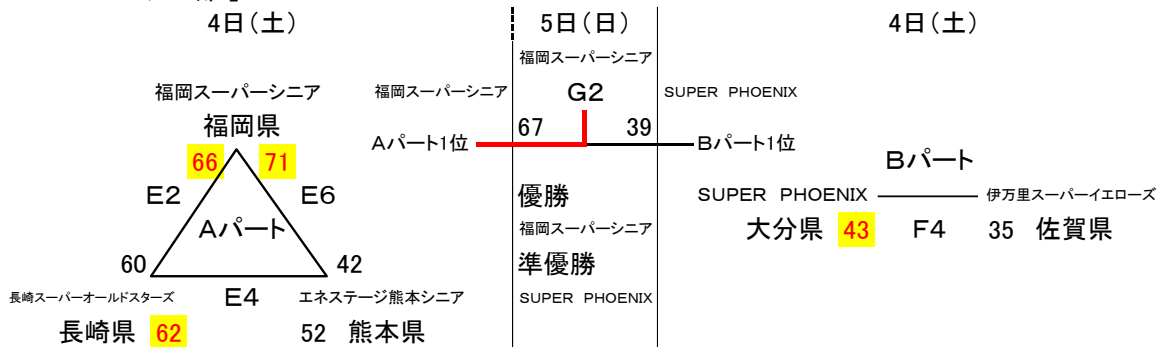 4日(土)
5日(日)
4日(土)
福岡スーパーシニア
福岡スーパーシニア
福岡スーパーシニア
G2
SUPER PHOENIX
福岡県
Aパート1位
67
39
Bパート1位
66
71
E2
E6
Aパート
Bパート
SUPER PHOENIX
伊万里スーパーイエローズ
大分県
43
F4
35
佐賀県
優勝
福岡スーパーシニア
準優勝
SUPER PHOENIX
60
42
長崎スーパーオールドスターズ
E4
エネステージ熊本シニア
長崎県
62
52
熊本県